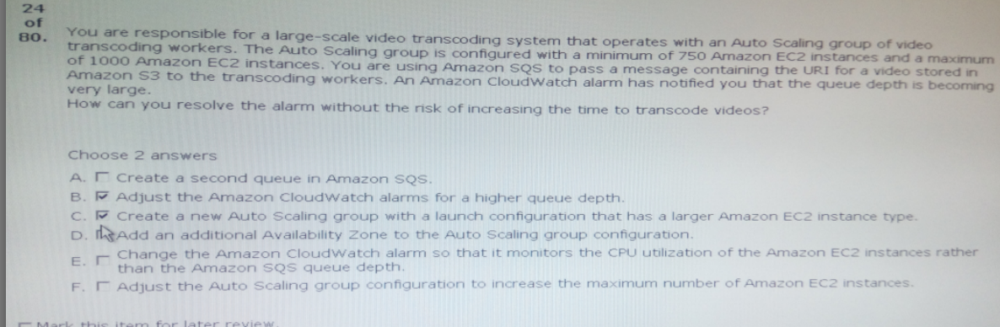 24
of
80.
You are responsible for a large-scale video transcoding system that operates with an Auto Scaling group of video
transcoding workers. The Auto Scaling group is configured with a minimum of 750 Amazon EC2 instances and a maximum
of 1000 Amazon EC2 instances. You are using Amazon SQS to pass a message containing the URI for a video stored in
Amazon S3 to the transcoding workers. An Amazon CloudWatch alarm has notified you that the queue depth is becoming
very large.
How can you resolve the alarm without the risk of increasing the time to transcode videos?
Choose 2 answers
A. Create a second queue in Amazon SQS.
B. Adjust the Amazon CloudWatch alarms for a higher queue depth.
C. Create a new Auto Scaling group with a launch configuration that has a larger Amazon EC2 instance type.
D. Add an additional Availability Zone to the Auto Scaling group configuration.
E. Change the Amazon CloudWatch alarm so that it monitors the CPU utilization of the Amazon EC2 instances rather
than the Amazon SQS queue depth.
F. Adjust the Auto Scaling group configuration to increase the maximum number of Amazon EC2 instances.
Mark this item for later review.